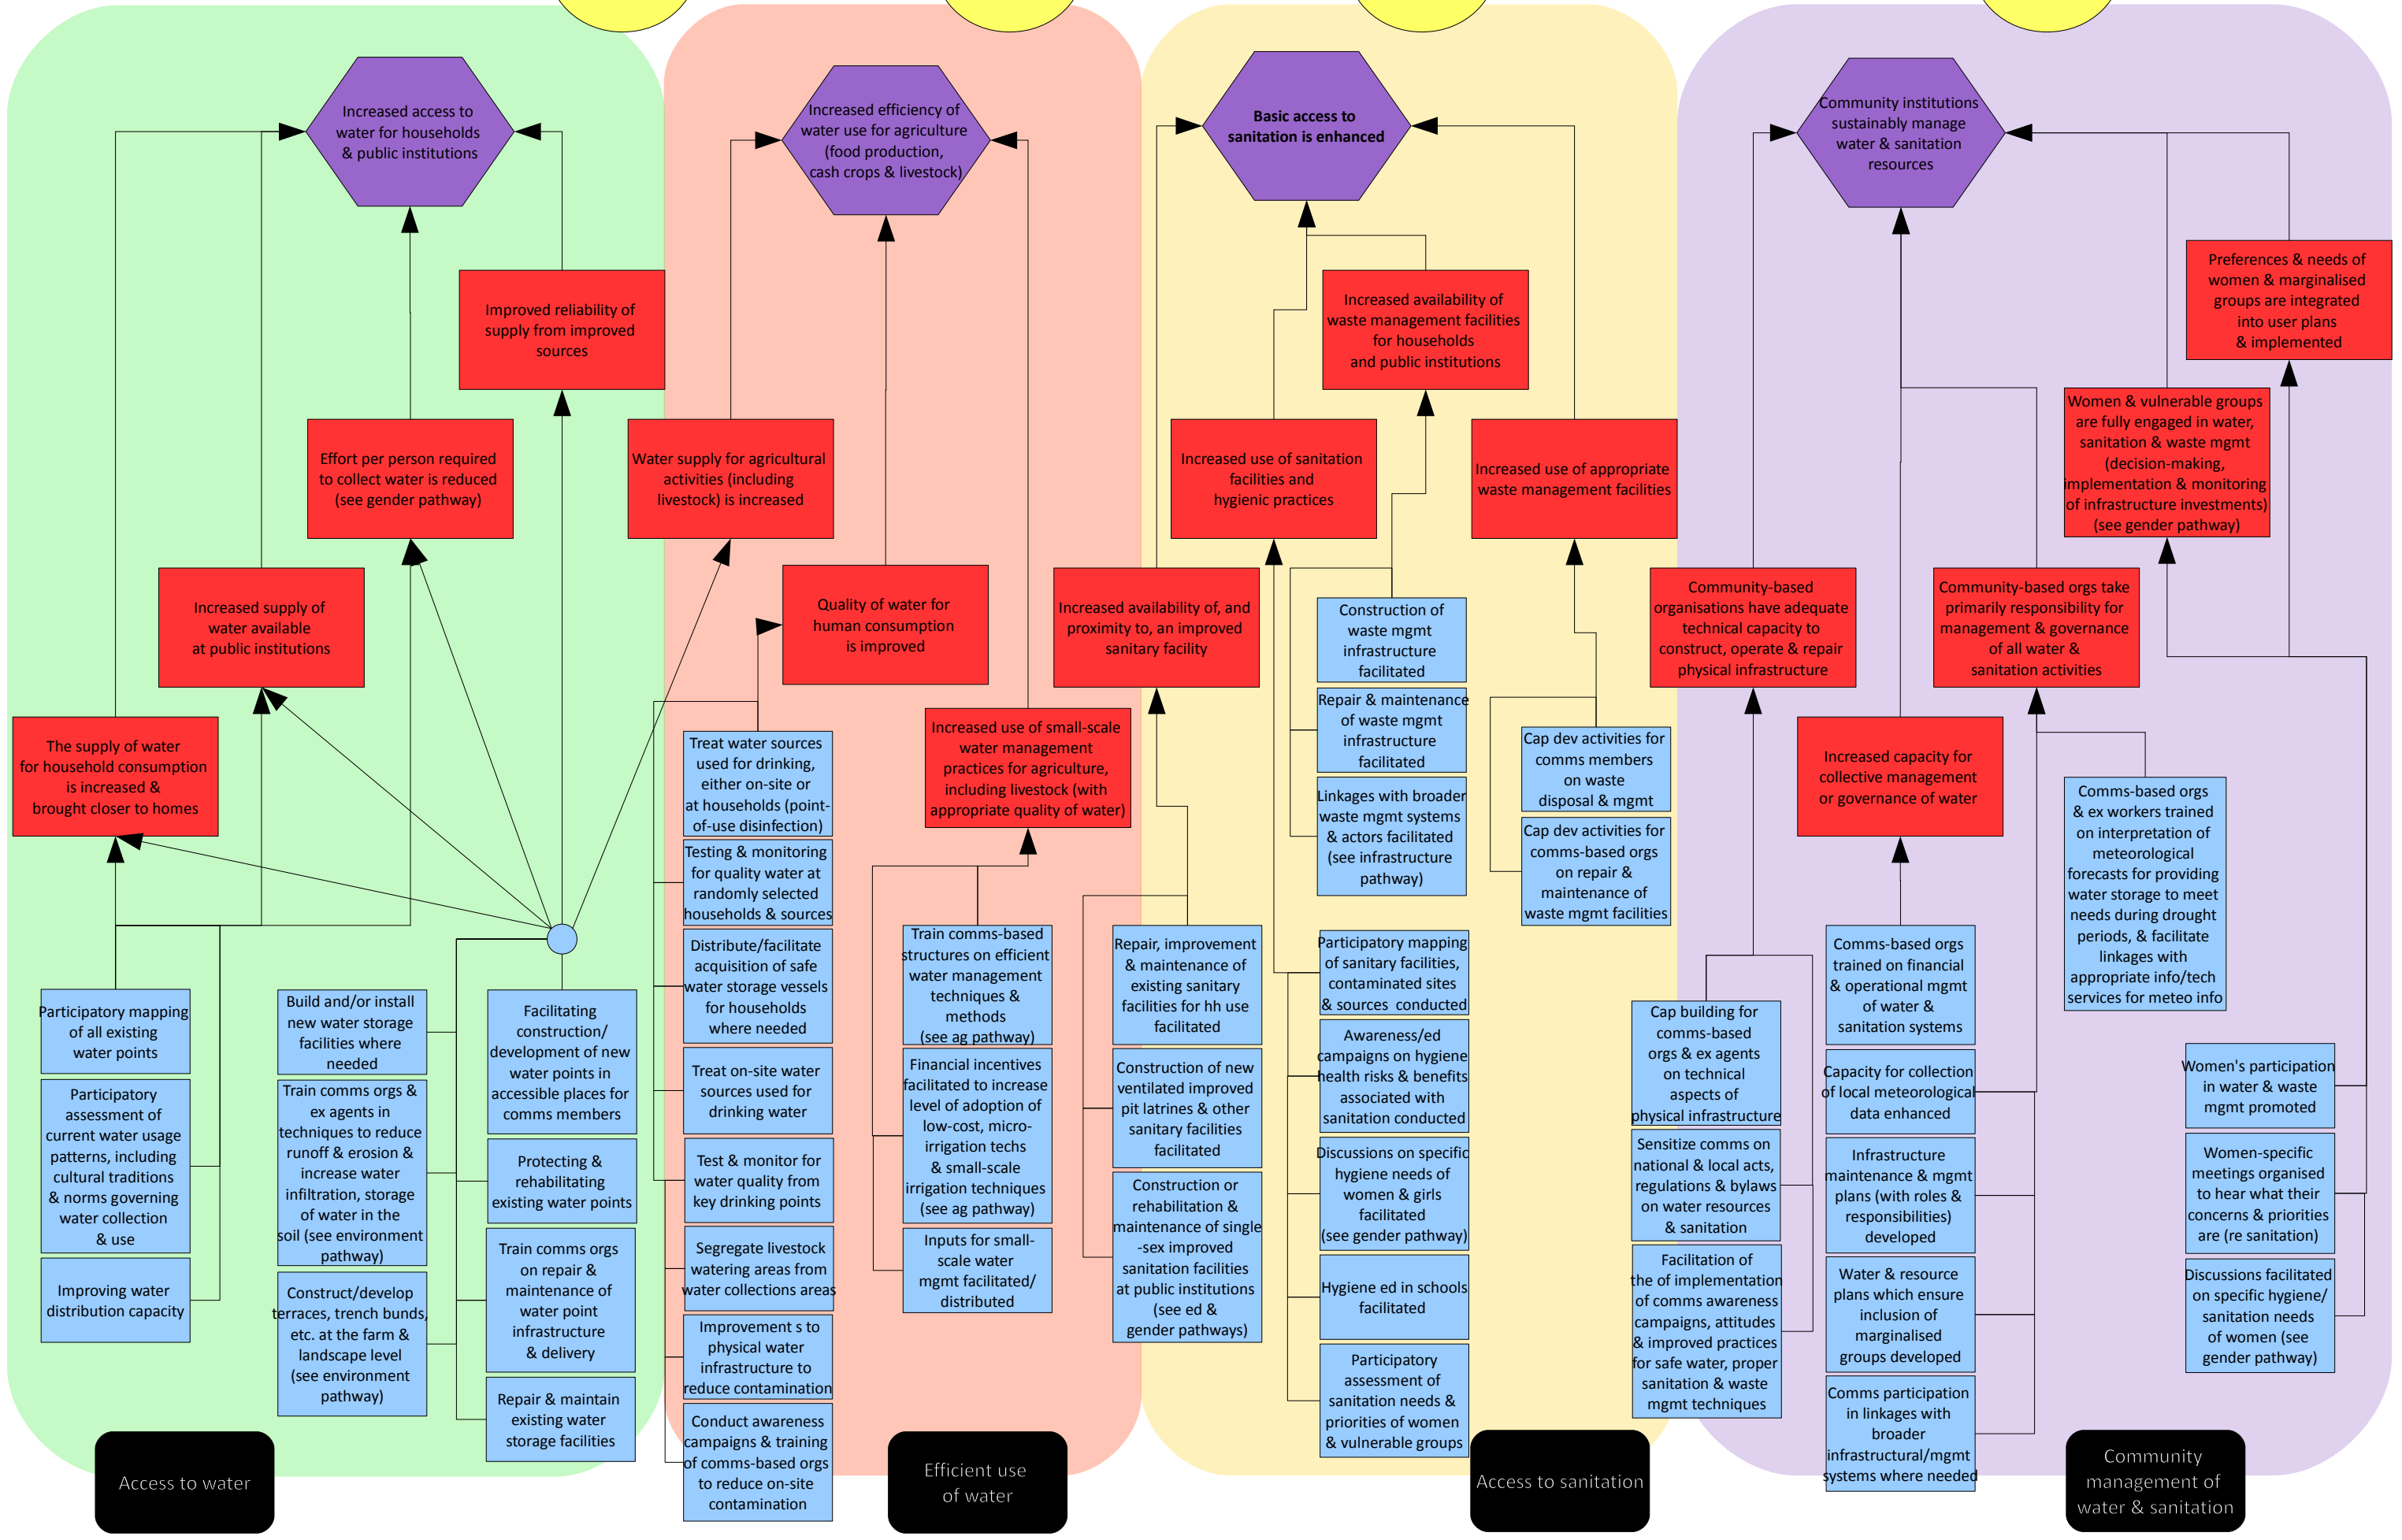 Increased access to
water for households
& public institutions
Increased efficiency of
water use for agriculture
(food production,
cash crops & livestock)
Basic access to
sanitation is enhanced
Community institutions
sustainably manage
water & sanitation
resources
Improved reliability of
supply from improved
sources
Increased availability of
waste management facilities
for households
and public institutions
Preferences & needs of
women & marginalised
groups are integrated
into user plans
& implemented
Effort per person required
to collect water is reduced
(see gender pathway)
Water supply for agricultural
activities (including
livestock) is increased
Increased use of sanitation
facilities and
hygienic practices
Increased use of appropriate
waste management facilities
Women & vulnerable groups
are fully engaged in water,
sanitation & waste mgmt
(decision-making,
implementation & monitoring
of infrastructure investments)
(see gender pathway)
Increased supply of
water available
at public institutions
Quality of water for
human consumption
is improved
Increased availability of, and
proximity to, an improved
sanitary facility
Community-based
organisations have adequate
technical capacity to
construct, operate & repair
physical infrastructure
Community-based orgs take
primarily responsibility for
management & governance
of all water &
sanitation activities
The supply of water
for household consumption
is increased &
brought closer to homes
Increased use of small-scale
water management
practices for agriculture,
including livestock (with
appropriate quality of water)
Increased capacity for
collective management
or governance of water
Participatory mapping
of all existing
water points
Participatory
assessment of
current water usage
patterns, including
cultural traditions
& norms governing
water collection
& use
Improving water
distribution capacity
Build and/or install
new water storage
facilities where
needed
Train comms orgs &
ex agents in
techniques to reduce
runoff & erosion &
increase water
infiltration, storage
of water in the
soil (see environment
pathway)
Construct/develop
terraces, trench bunds,
etc. at the farm &
landscape level
(see environment
pathway)
Facilitating
construction/
development of new
water points in
accessible places for
comms members
Protecting &
rehabilitating
existing water points
Train comms orgs
on repair &
maintenance of
water point
infrastructure
& delivery
Repair & maintain
existing water
storage facilities
Treat water sources
used for drinking,
either on-site or
at households (point-
of-use disinfection)
Testing & monitoring
for quality water at
randomly selected
households & sources
Distribute/facilitate
acquisition of safe
water storage vessels
for households
where needed
Treat on-site water
sources used for
drinking water
Test & monitor for
water quality from
key drinking points
Segregate livestock
watering areas from
water collections areas
Improvement s to
physical water
infrastructure to
reduce contamination
Conduct awareness
campaigns & training
of comms-based orgs
to reduce on-site
contamination
Train comms-based
structures on efficient
water management
techniques &
methods
(see ag pathway)
Financial incentives
facilitated to increase
level of adoption of
low-cost, micro-
irrigation techs
& small-scale
irrigation techniques
(see ag pathway)
Inputs for small-
scale water
mgmt facilitated/
distributed
Repair, improvement
& maintenance of
existing sanitary
facilities for hh use
facilitated
Construction of new
ventilated improved
pit latrines & other
sanitary facilities
facilitated
Construction or
rehabilitation &
maintenance of single
-sex improved
sanitation facilities
at public institutions
(see ed &
gender pathways)
Construction of
waste mgmt
infrastructure
facilitated
Repair & maintenance
of waste mgmt
infrastructure
facilitated
Linkages with broader
waste mgmt systems
& actors facilitated
(see infrastructure
pathway)
Participatory mapping
of sanitary facilities,
contaminated sites
& sources conducted
Awareness/ed
campaigns on hygiene
health risks & benefits
associated with
sanitation conducted
Discussions on specific
hygiene needs of
women & girls
facilitated
(see gender pathway)
Hygiene ed in schools
facilitated
Participatory
assessment of
sanitation needs &
priorities of women
& vulnerable groups
Cap dev activities for
comms members
on waste
disposal & mgmt
Cap dev activities for
comms-based orgs
on repair &
maintenance of
waste mgmt facilities
Cap building for
comms-based
orgs & ex agents
on technical
aspects of
physical infrastructure
Sensitize comms on
national & local acts,
regulations & bylaws
on water resources
& sanitation
Facilitation of
the of implementation
of comms awareness
campaigns, attitudes
& improved practices
for safe water, proper
sanitation & waste
mgmt techniques
Comms-based orgs
trained on financial
& operational mgmt
of water &
sanitation systems
Capacity for collection
of local meteorological
data enhanced
Infrastructure
maintenance & mgmt
plans (with roles &
responsibilities)
developed
Water & resource
plans which ensure
inclusion of
marginalised
groups developed
Comms participation
in linkages with
broader
infrastructural/mgmt
systems where needed
Comms-based orgs
& ex workers trained
on interpretation of
meteorological
forecasts for providing
water storage to meet
needs during drought
periods, & facilitate
linkages with
appropriate info/tech
services for meteo info
Women's participation
in water & waste
mgmt promoted
Women-specific
meetings organised
to hear what their
concerns & priorities
are (re sanitation)
Discussions facilitated
on specific hygiene/
sanitation needs
of women (see
gender pathway)
Access to water
Efficient use
of water
Access to sanitation
Community
management of
water & sanitation